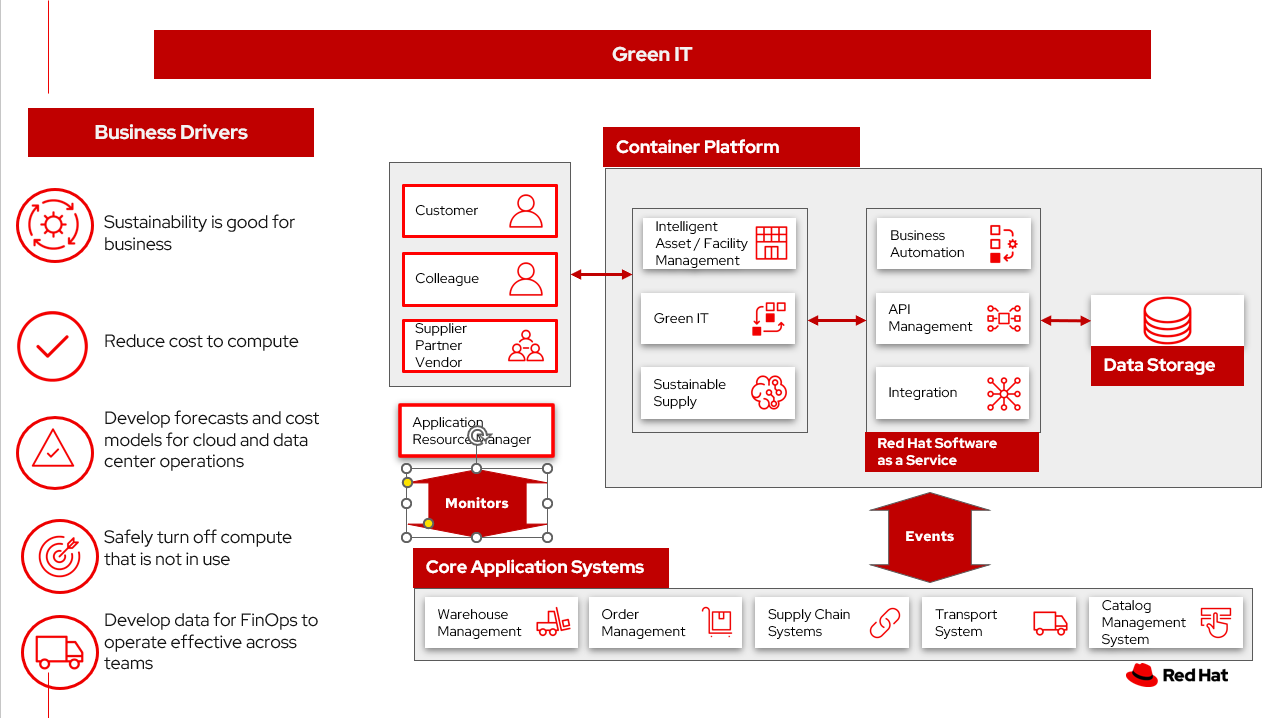 Green IT
Business Drivers
Sustainability is good for
business
Reduce cost to compute
Develop forecasts and cost
models for cloud and data
center operations
Safely turn off compute
that is not in use
Develop data for FinOps to
operate effective across
teams
Customer
Colleague
Supplier
Partner
Vendor
Application
Resource Manager
Monitors
Container Platform
Intelligent
Asset / Facility
Management
Green IT
Sustainable
Supply
Business
Automation
API
Management
Integration
Red Hat Software
as a Service
Data Storage
Events
Core Application Systems
Warehouse
Management
Order
Management
Supply Chain
Systems
Transport
System
Catalog
Management
System
Red Hat